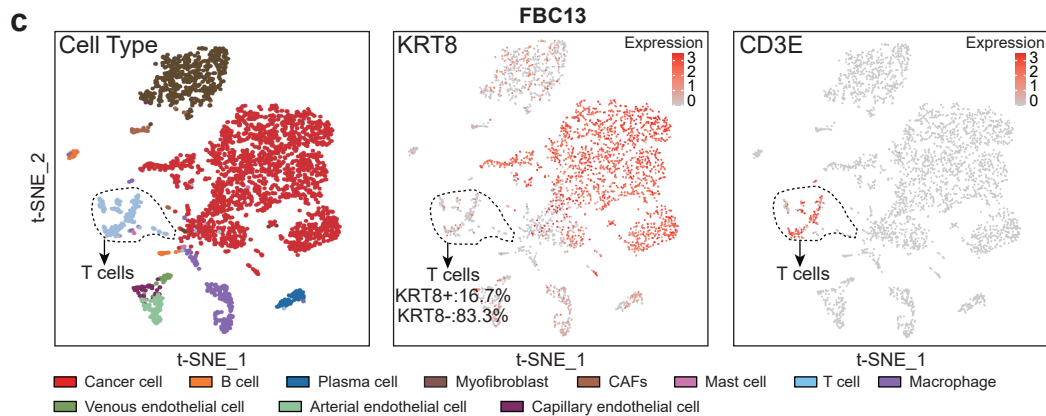 c
FBC13
Cell Type
KRT8
Expression
3
2
1
0
CD3E
Expression
3
2
1
0
t-SNE_2
T cells
T cells
KRT8+:16.7%
KRT8-:83.3%
T cells
t-SNE_1
t-SNE_1
t-SNE_1
Cancer cell B cell Plasma cell Myofibroblast CAFs Mast cell T cell Macrophage
Venous endothelial cell Arterial endothelial cell Capillary endothelial cell